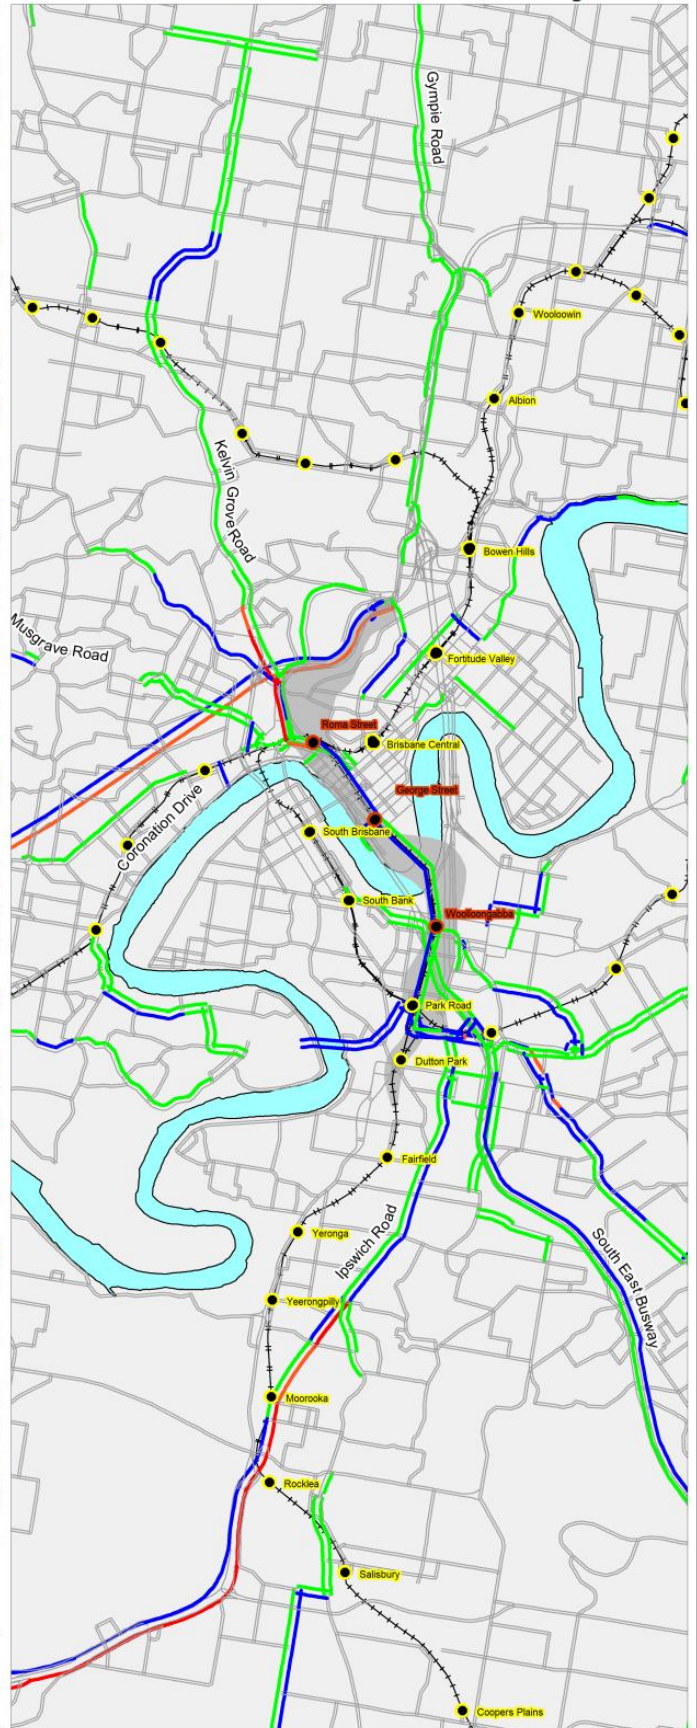 Gympie Road
Wooloowin
Albion
Kelvin Grove Road
Bowen Hills
Musgrave Road
Fortitude Valley
Roma Street
Brisbane Central
George Street
Coronation Drive
South Brisbane
South Bank
Woolloongabba
Park Road
Dutton Park
Fairfield
Yeronga
Ipswich Road
South East Busway
Yeerongpilly
Moorooka
Rocklea
Salisbury
Coopers Plains